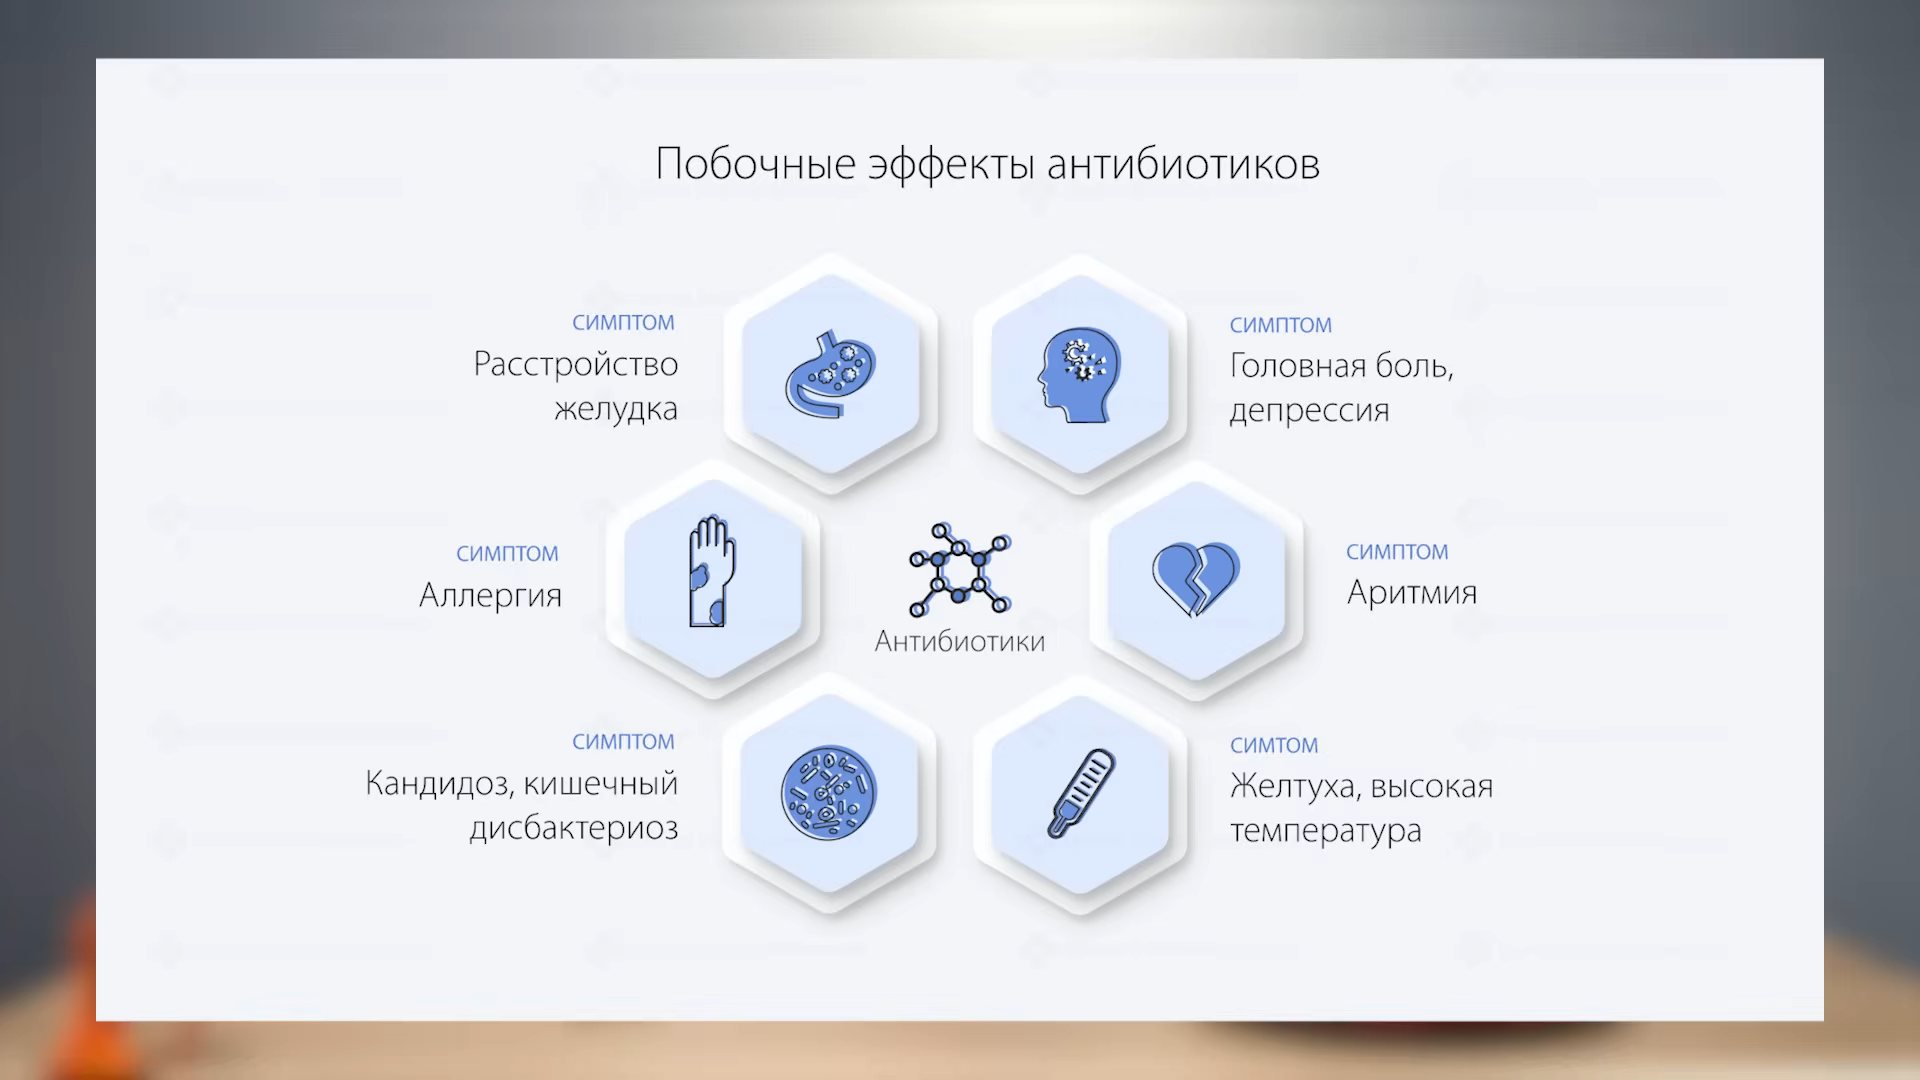 Побочные эффекты антибиотиков
СИМПТОМ
Расстройство
желудка
СИМПТОМ
Головная боль,
депрессия
СИМПТОМ
Аллергия
Антибиотики
СИМПТОМ
Аритмия
СИМПТОМ
Кандидоз, кишечный
дисбактериоз
СИМТОМ
Желтуха, высокая
температура